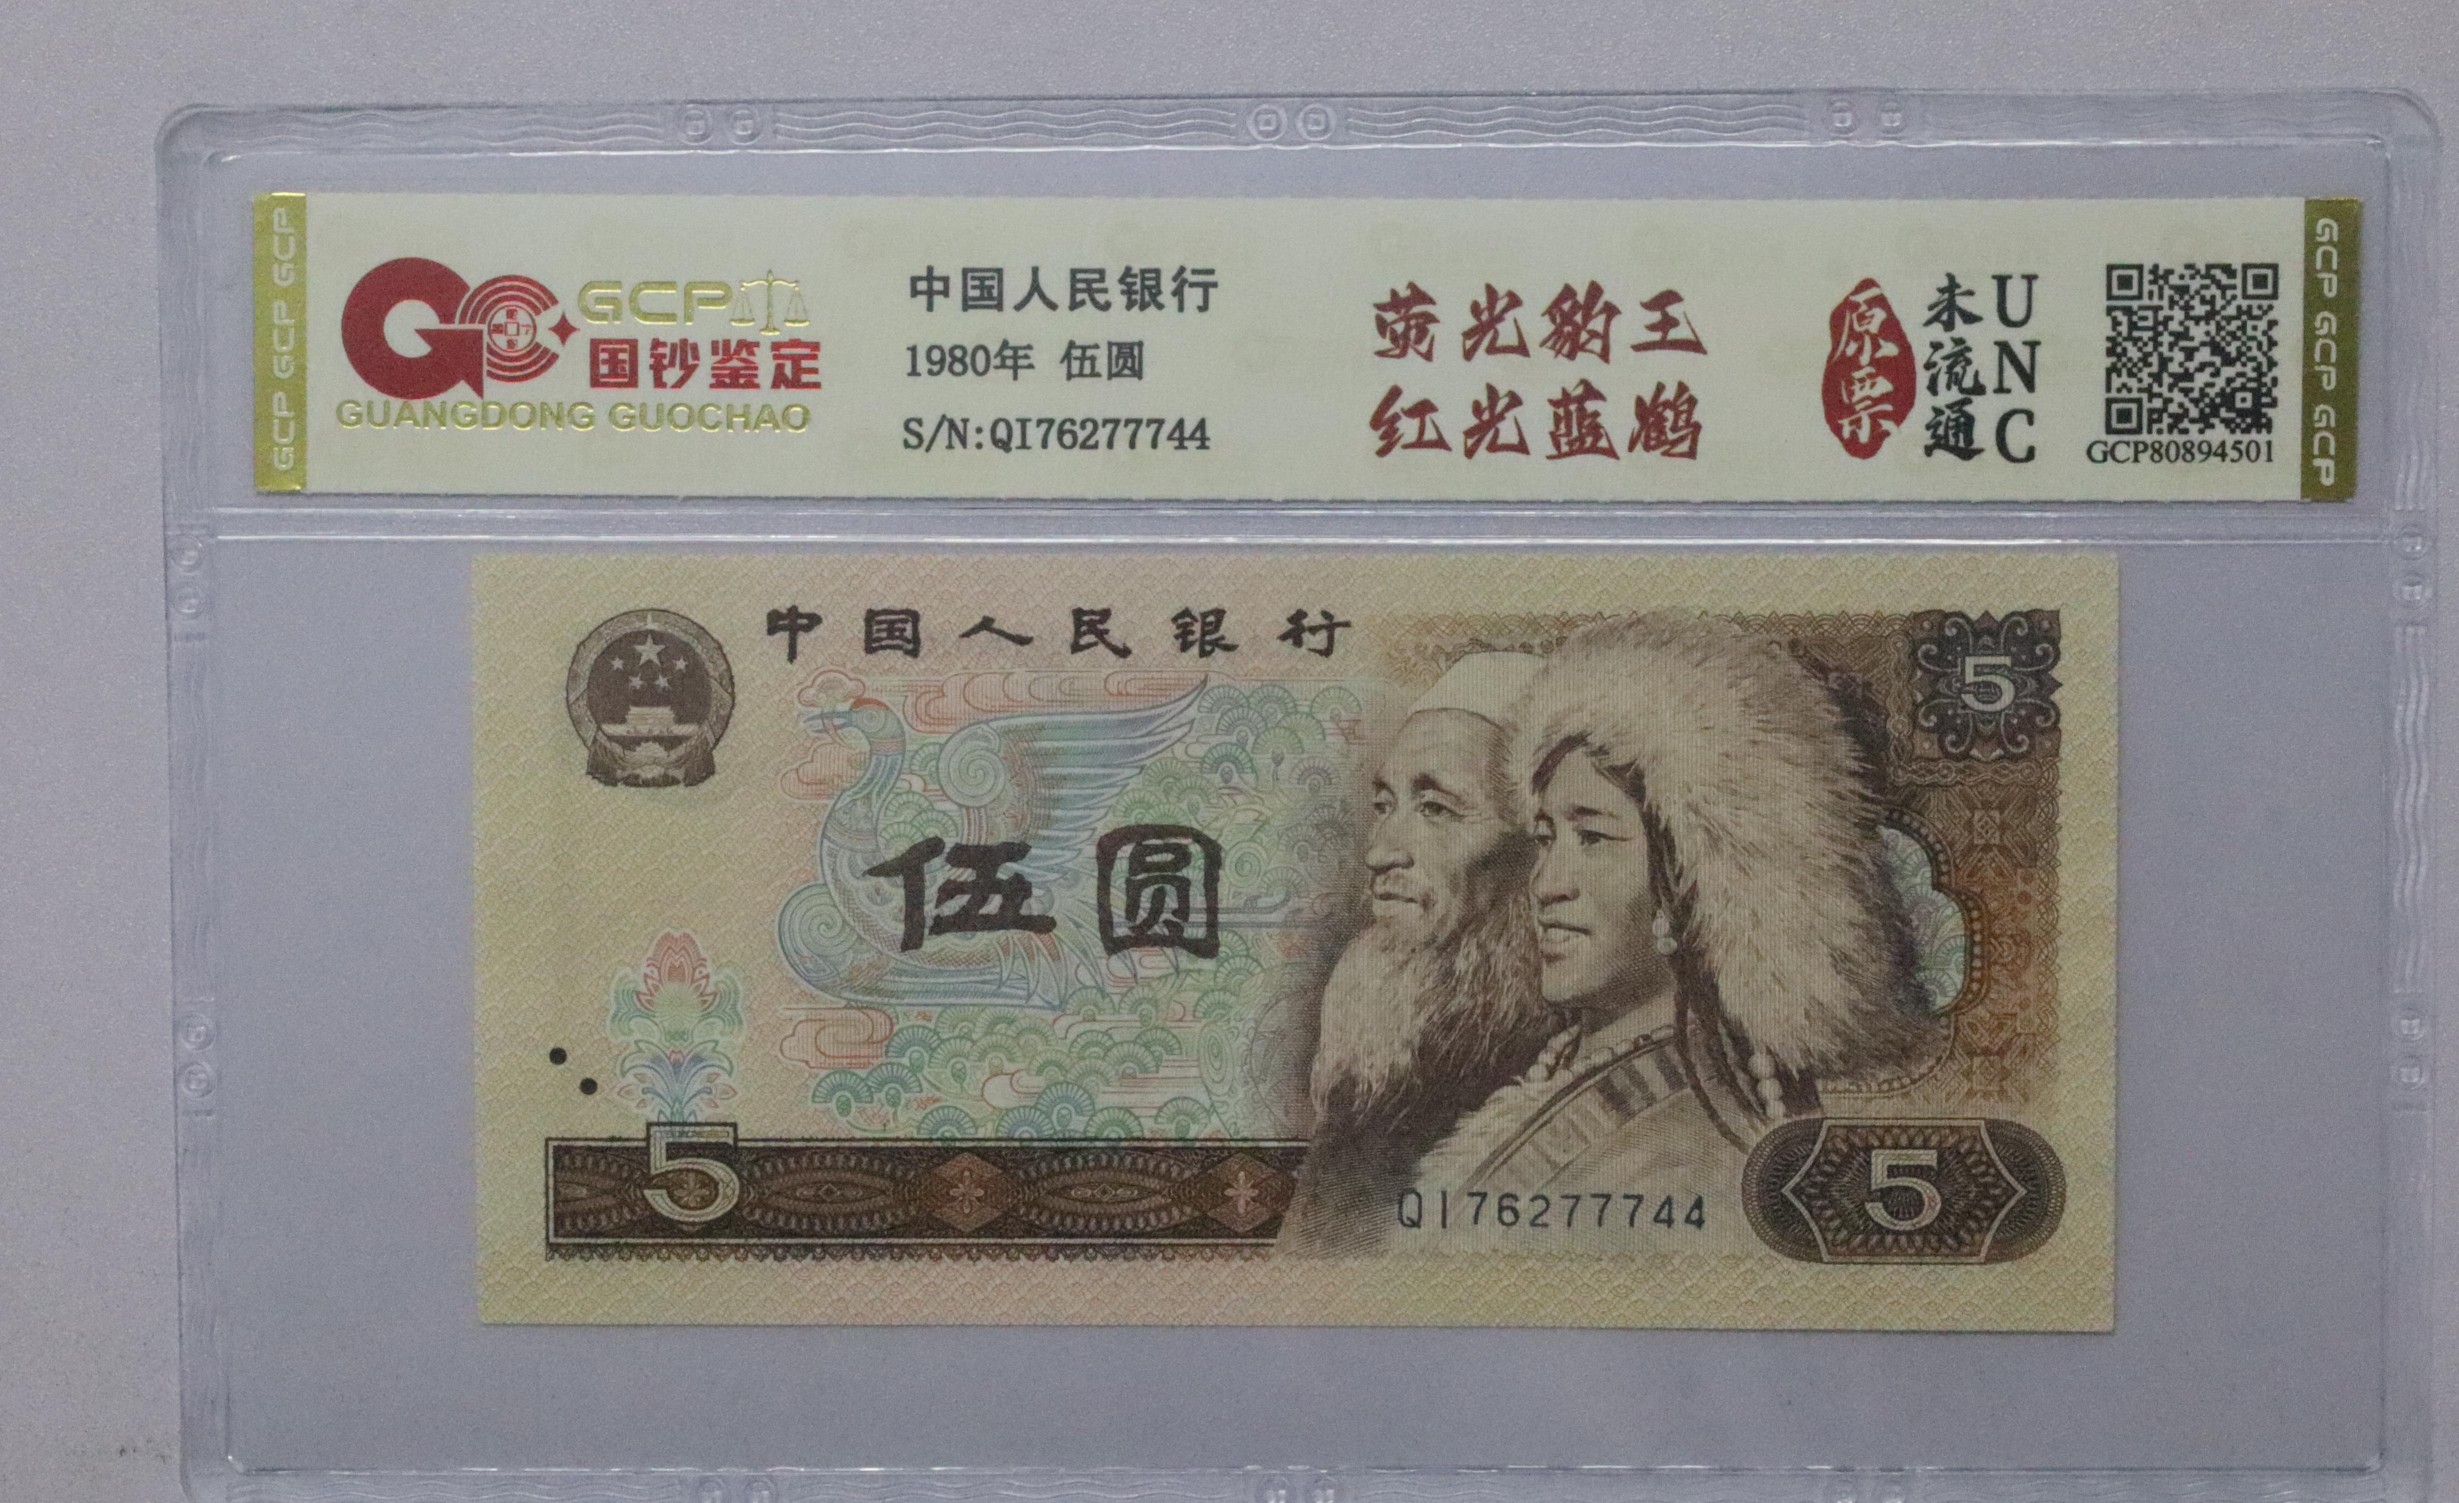 GCP GCP GCP
GCP
国钞鉴定
GUANGDONG GUOCHAO
中国人民银行
1980年 伍圆
S/N:QI76277744
荧光豹王
红光蓝鹤
原票
未流通
UNC
GCP80894501
GCP GCP GCP
中国人民银行
5
伍圆
5
QI76277744
5